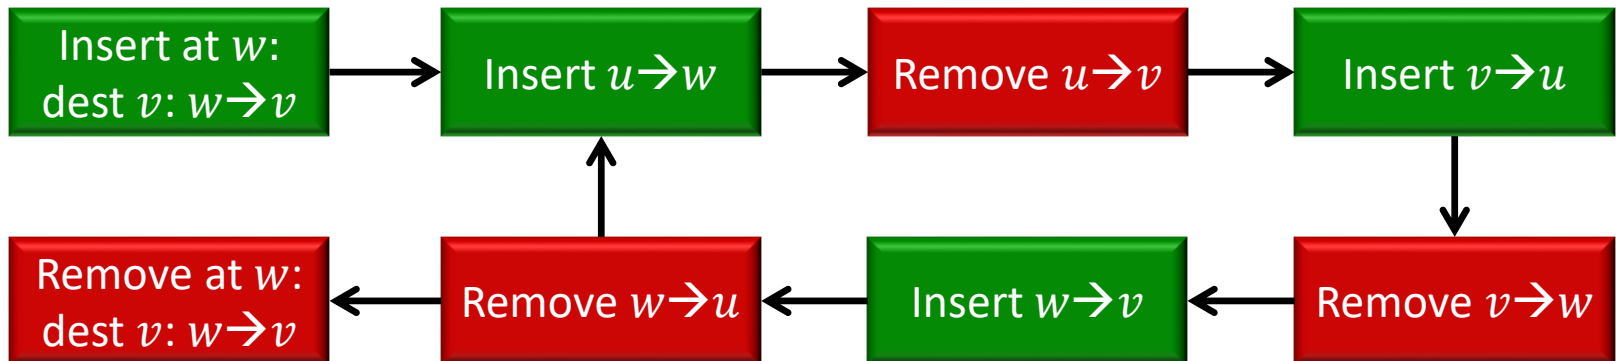 Insert at w:
dest v: w→v
Insert u→w
Remove u→v
Insert v→u
Remove at w:
dest v: w→v
Remove w→u
Insert w→v
Remove v→w